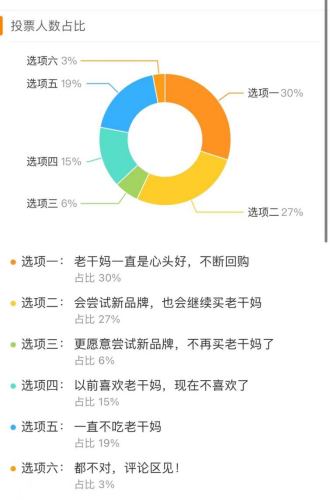 投票人数占比
选项六 3%
选项五 19%
选项一 30%
选项四 15%
选项三 6%
选项二 27%
选项一： 老干妈一直是心头好，不断回购
占比 30%
选项二： 会尝试新品牌，也会继续买老干妈
占比 27%
选项三： 更愿意尝试新品牌，不再买老干妈了
占比 6%
选项四： 以前喜欢老干妈，现在不喜欢了
占比 15%
选项五： 一直不吃老干妈
占比 19%
选项六： 都不对，评论区见！
占比 3%